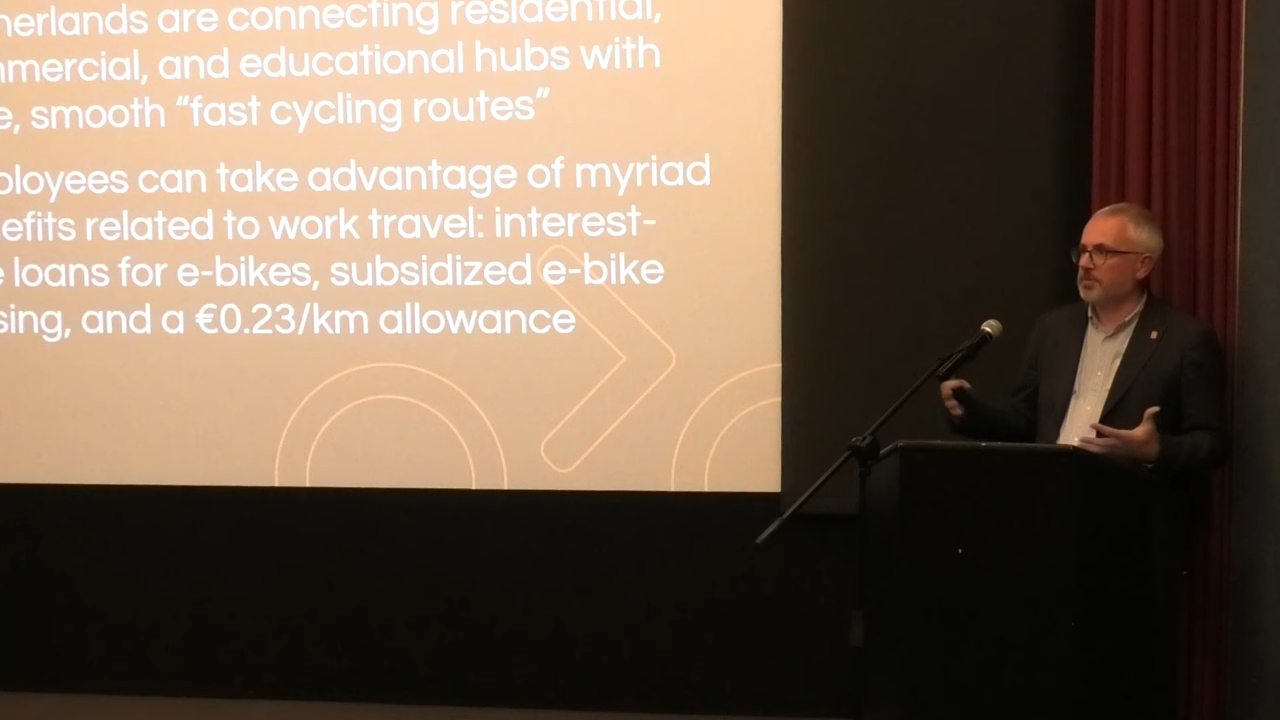 herlands are connecting residential,
mercial, and educational hubs with
e, smooth “fast cycling routes”
ployees can take advantage of myriad
efits related to work travel: interest-
e loans for e-bikes, subsidized e-bike
sing, and a €0.23/km allowance